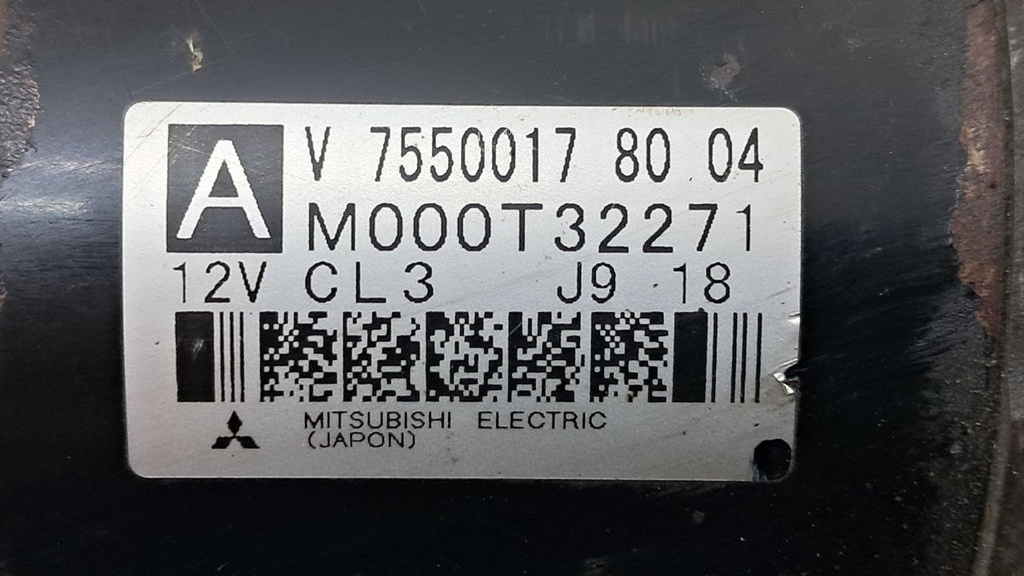 A V 7550017 80 04
M000T32271
12V CL3 J9 18
MITSUBISHI ELECTRIC
(JAPON)